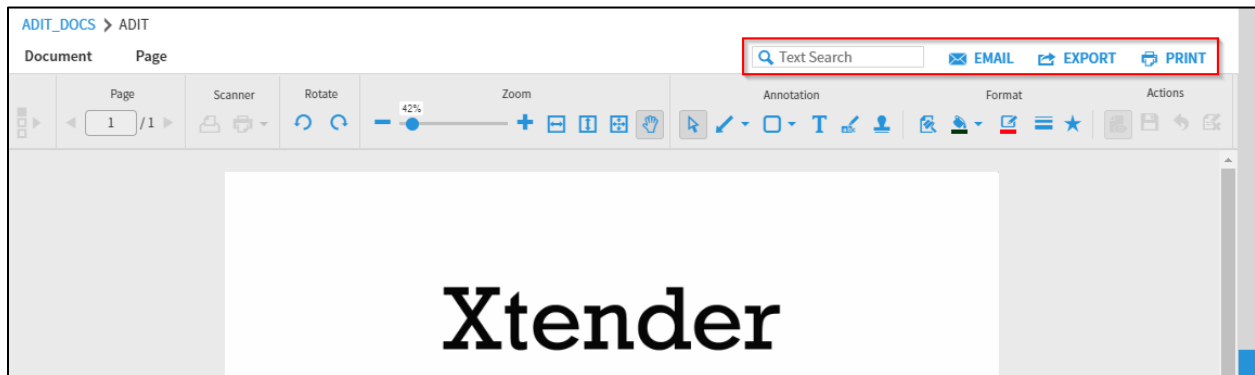 ADIT_DOCS > ADIT
Document Page Text Search EMAIL EXPORT PRINT
Page Scanner Rotate Zoom Annotation Format Actions
42%
1 /1 T
Xtender